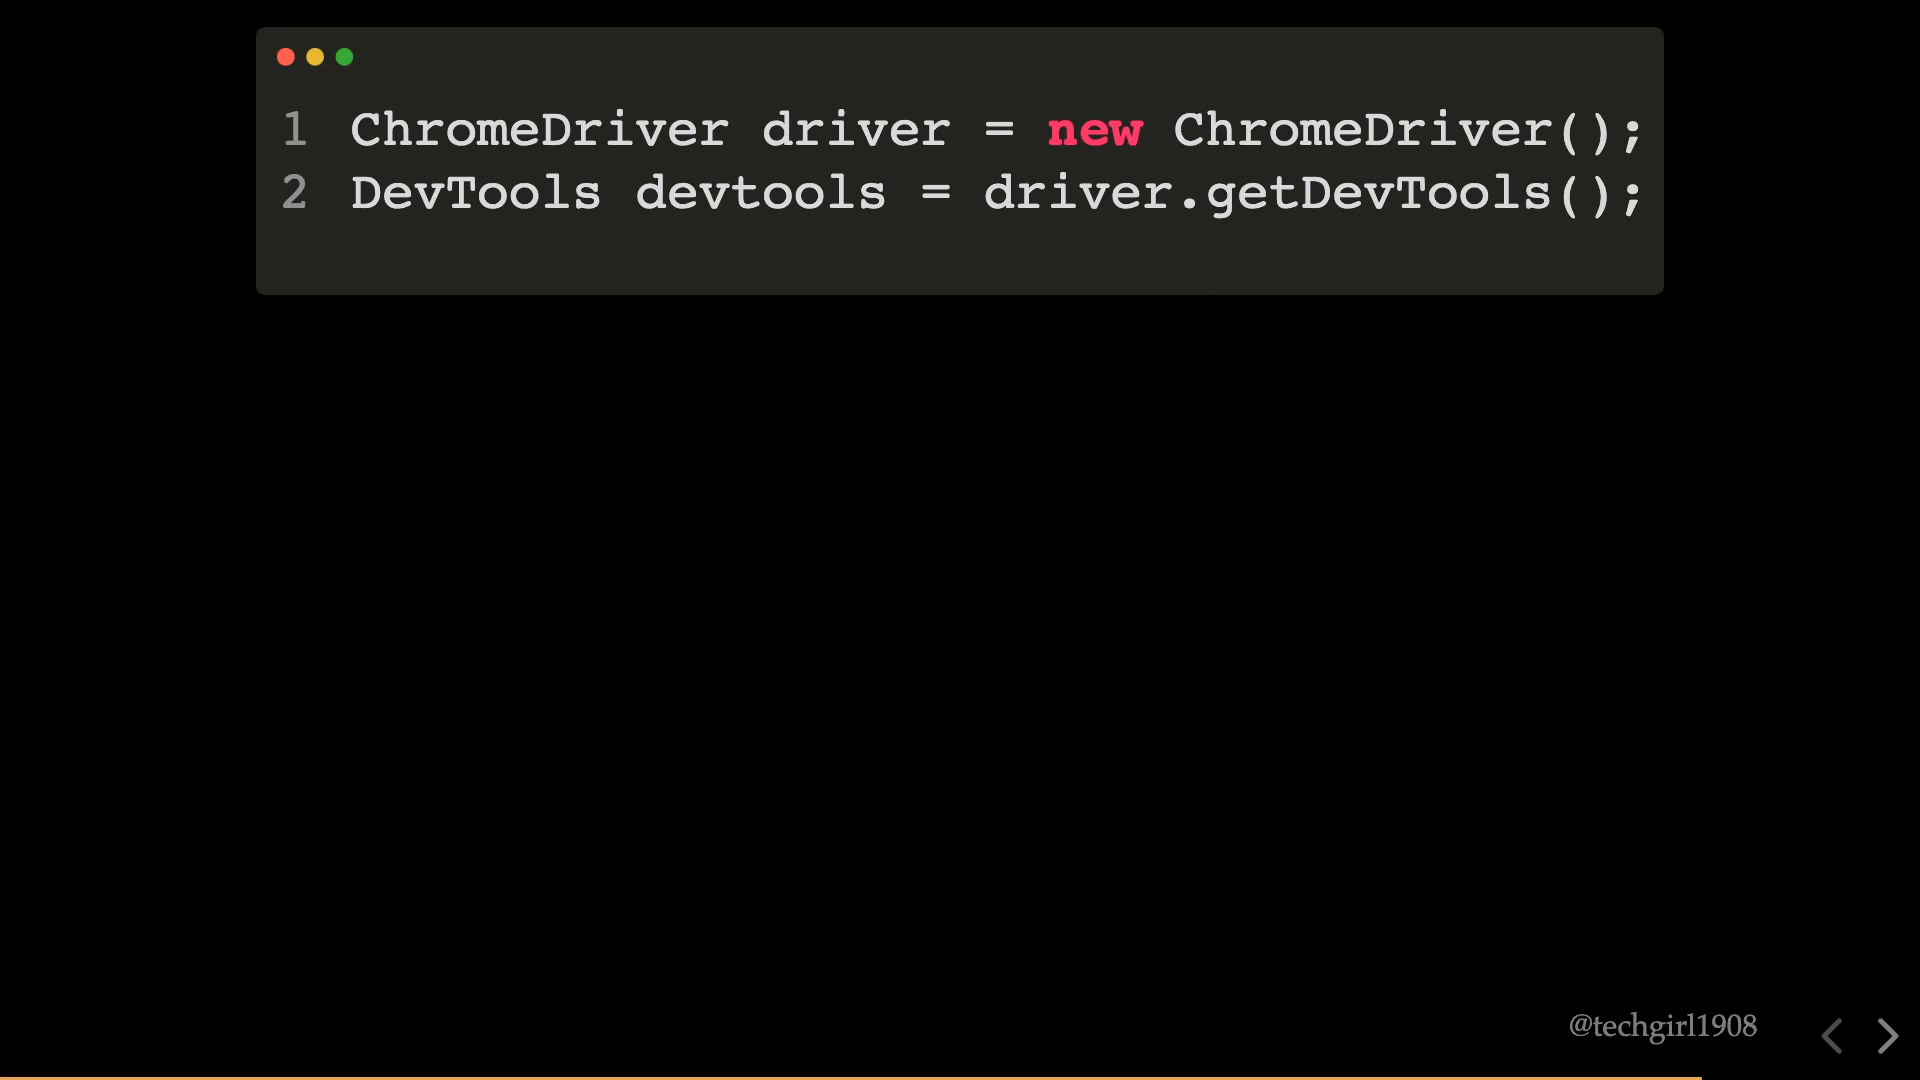 1 ChromeDriver driver = new ChromeDriver();
2 DevTools devtools = driver.getDevTools();
@techgirl1908